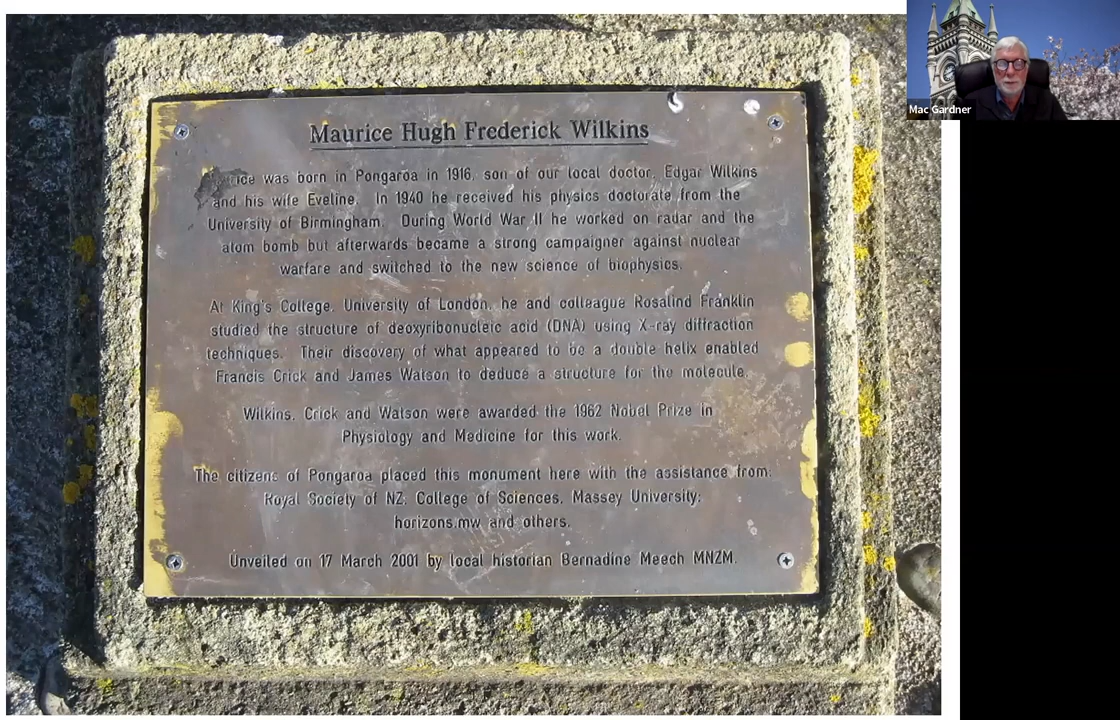 Maurice Hugh Frederick Wilkins
was born in Pongaroa in 1916, son of our local doctor, Edgar Wilkins
and his wife Eveline. In 1940 he received his physics doctorate from the
University of Birmingham. During World War II he worked on radar and the
atom bomb but afterwards became a strong campaigner against nuclear
warfare and switched to the new science of biophysics.
At King's College, University of London, he and colleague Rosalind Franklin
studied the structure of deoxyribonucleic acid (DNA) using X-ray diffraction
techniques. Their discovery of what appeared to be a double helix enabled
Francis Crick and James Watson to deduce a structure for the molecule.
Wilkins, Crick and Watson were awarded the 1962 Nobel Prize in
Physiology and Medicine for this work.
The citizens of Pongaroa placed this monument here with the assistance from:
Royal Society of NZ, College of Sciences, Massey University;
horizons.mw and others.
Unveiled on 17 March 2001 by local historian Bernadine Meech MNZM.
Mac Gardner